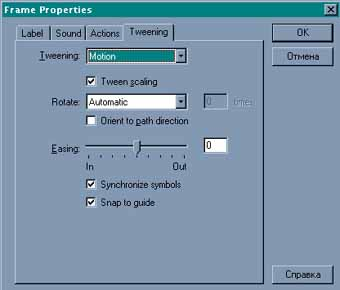 Frame Properties
Label Sound Actions Tweening
OK
Отмена
Tweening: Motion
Tween scaling
Rotate: Automatic 0 times
Orient to path direction
Easing: 0
In Out
Synchronize symbols
Snap to guide
Справка